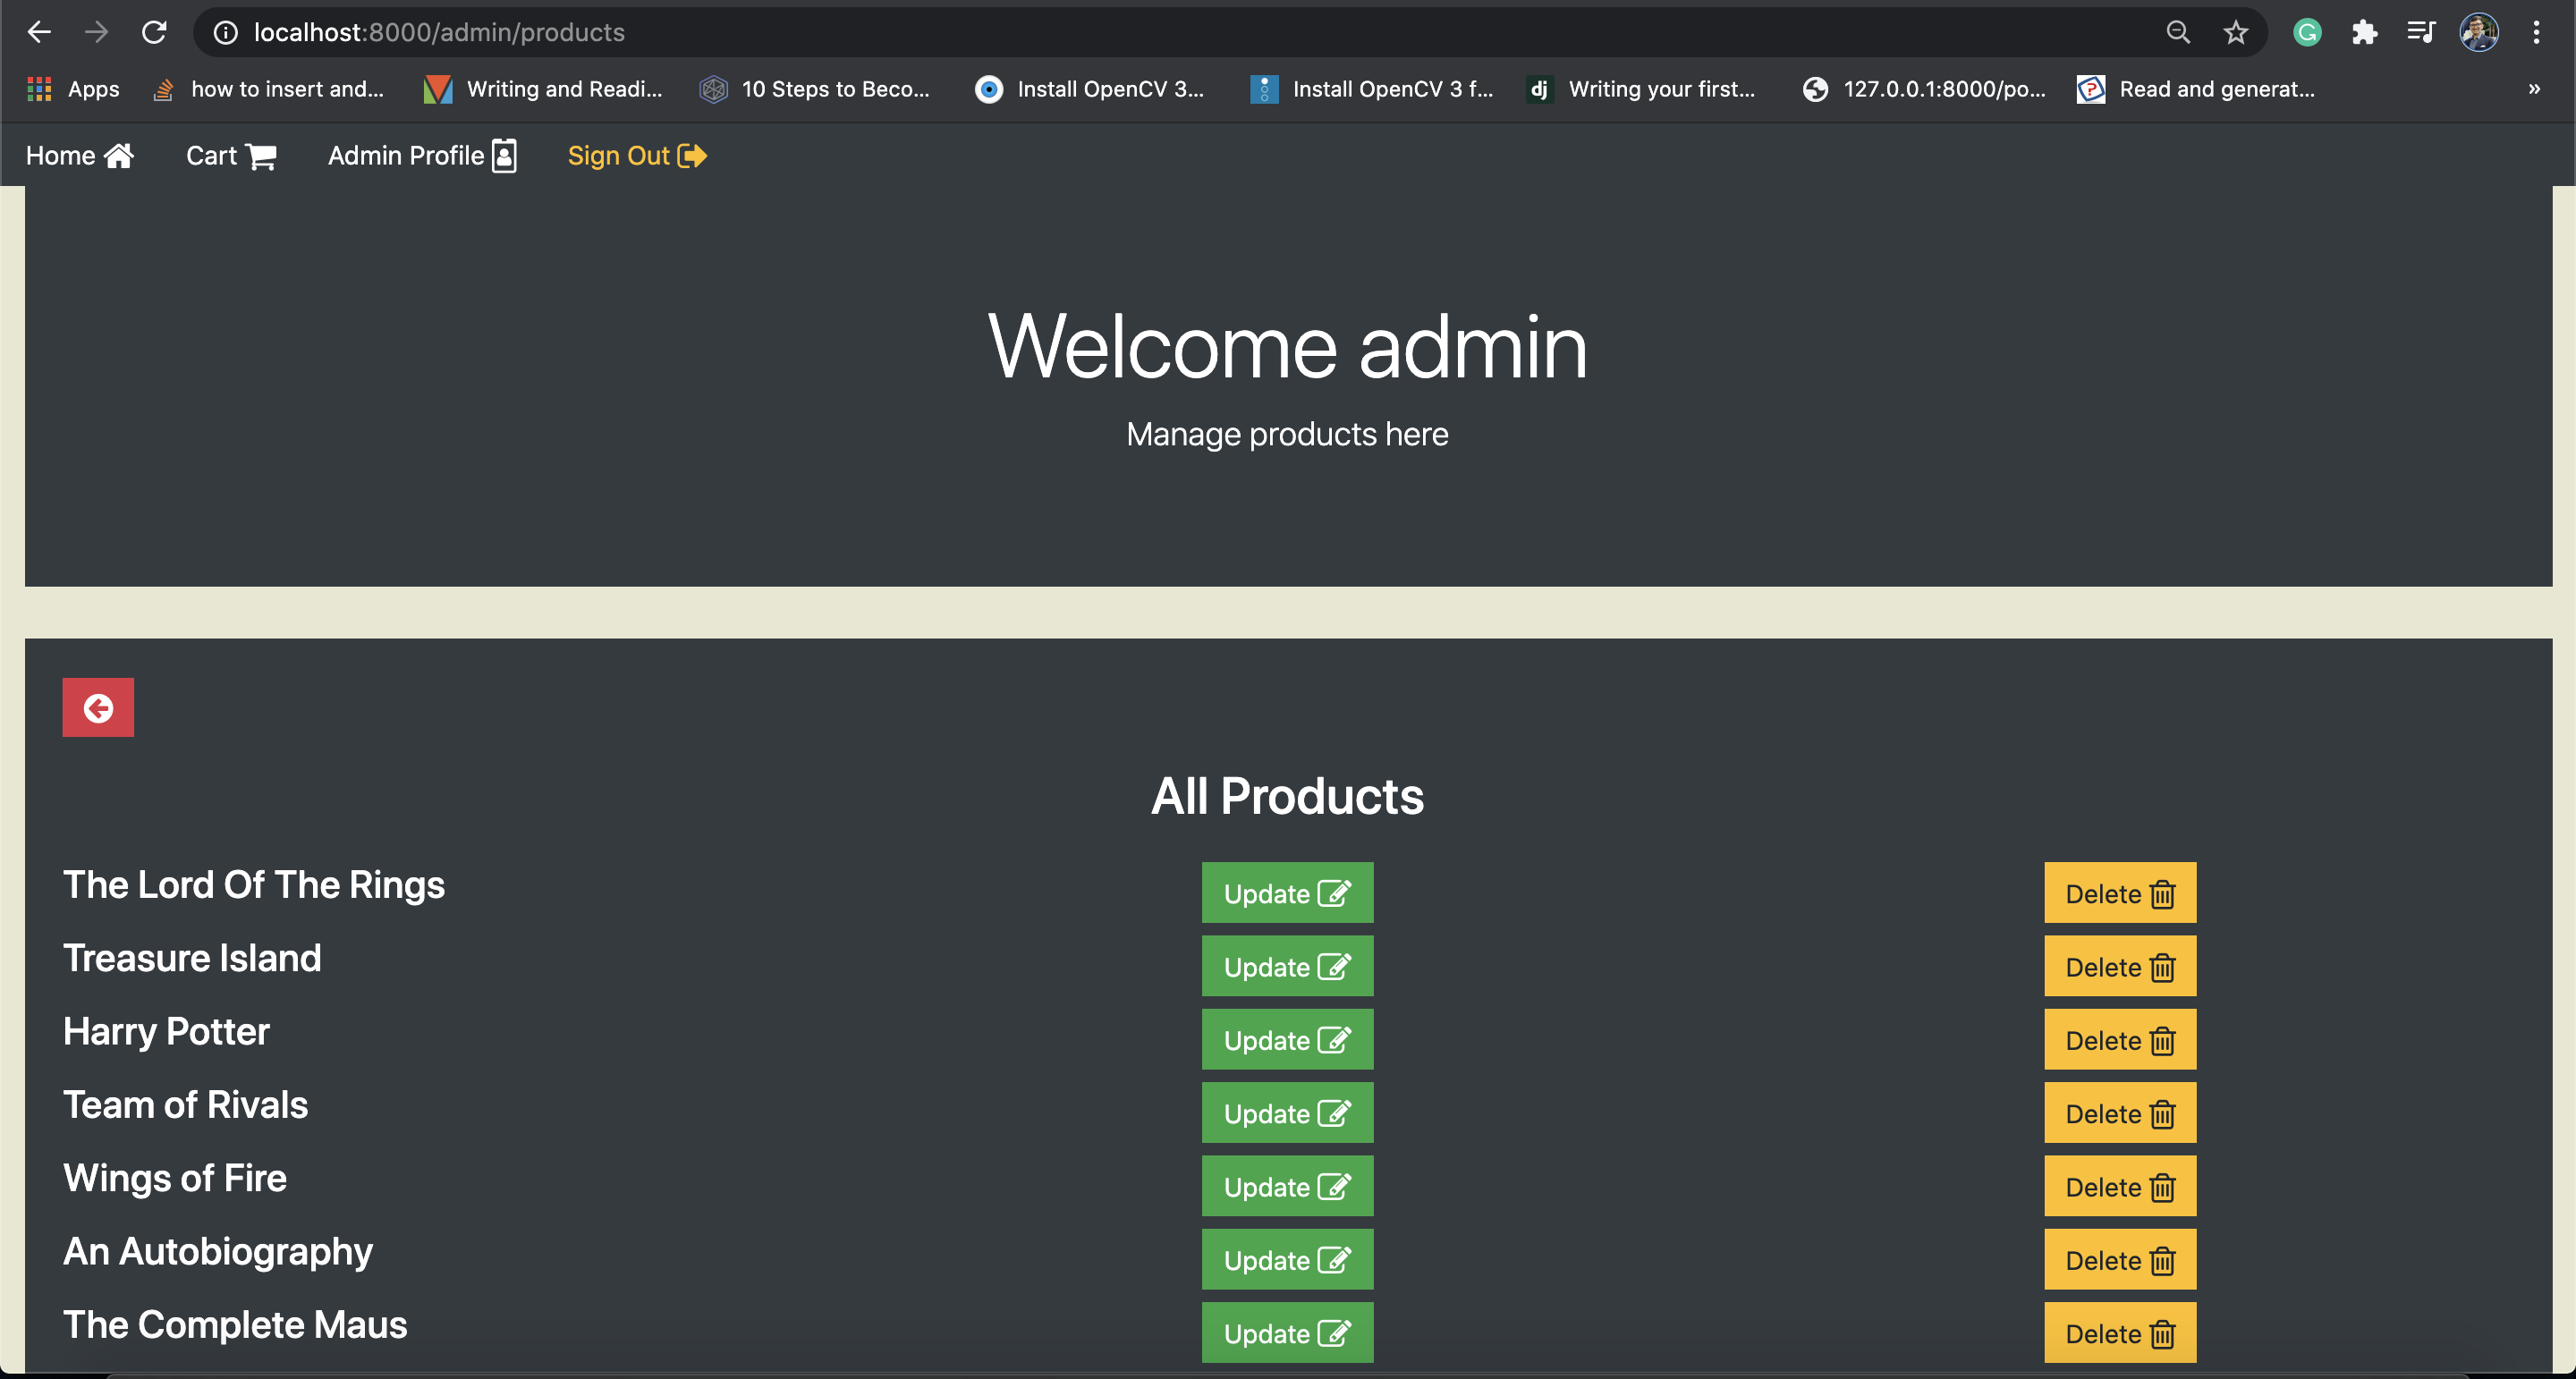 localhost:8000/admin/products
Apps how to insert and... Writing and Readi... 10 Steps to Beco... Install OpenCV 3... Install OpenCV 3 f... dj Writing your first... 127.0.0.1:8000/po... Read and generat... »
Home Cart Admin Profile Sign Out
Welcome admin
Manage products here
All Products
The Lord Of The Rings Update Delete
Treasure Island Update Delete
Harry Potter Update Delete
Team of Rivals Update Delete
Wings of Fire Update Delete
An Autobiography Update Delete
The Complete Maus Update Delete